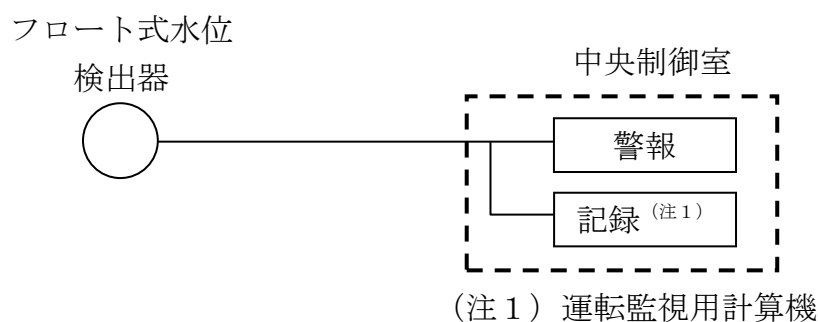 フロート式水位
検出器
中央制御室
警報
記録（注１）
（注１）運転監視用計算機